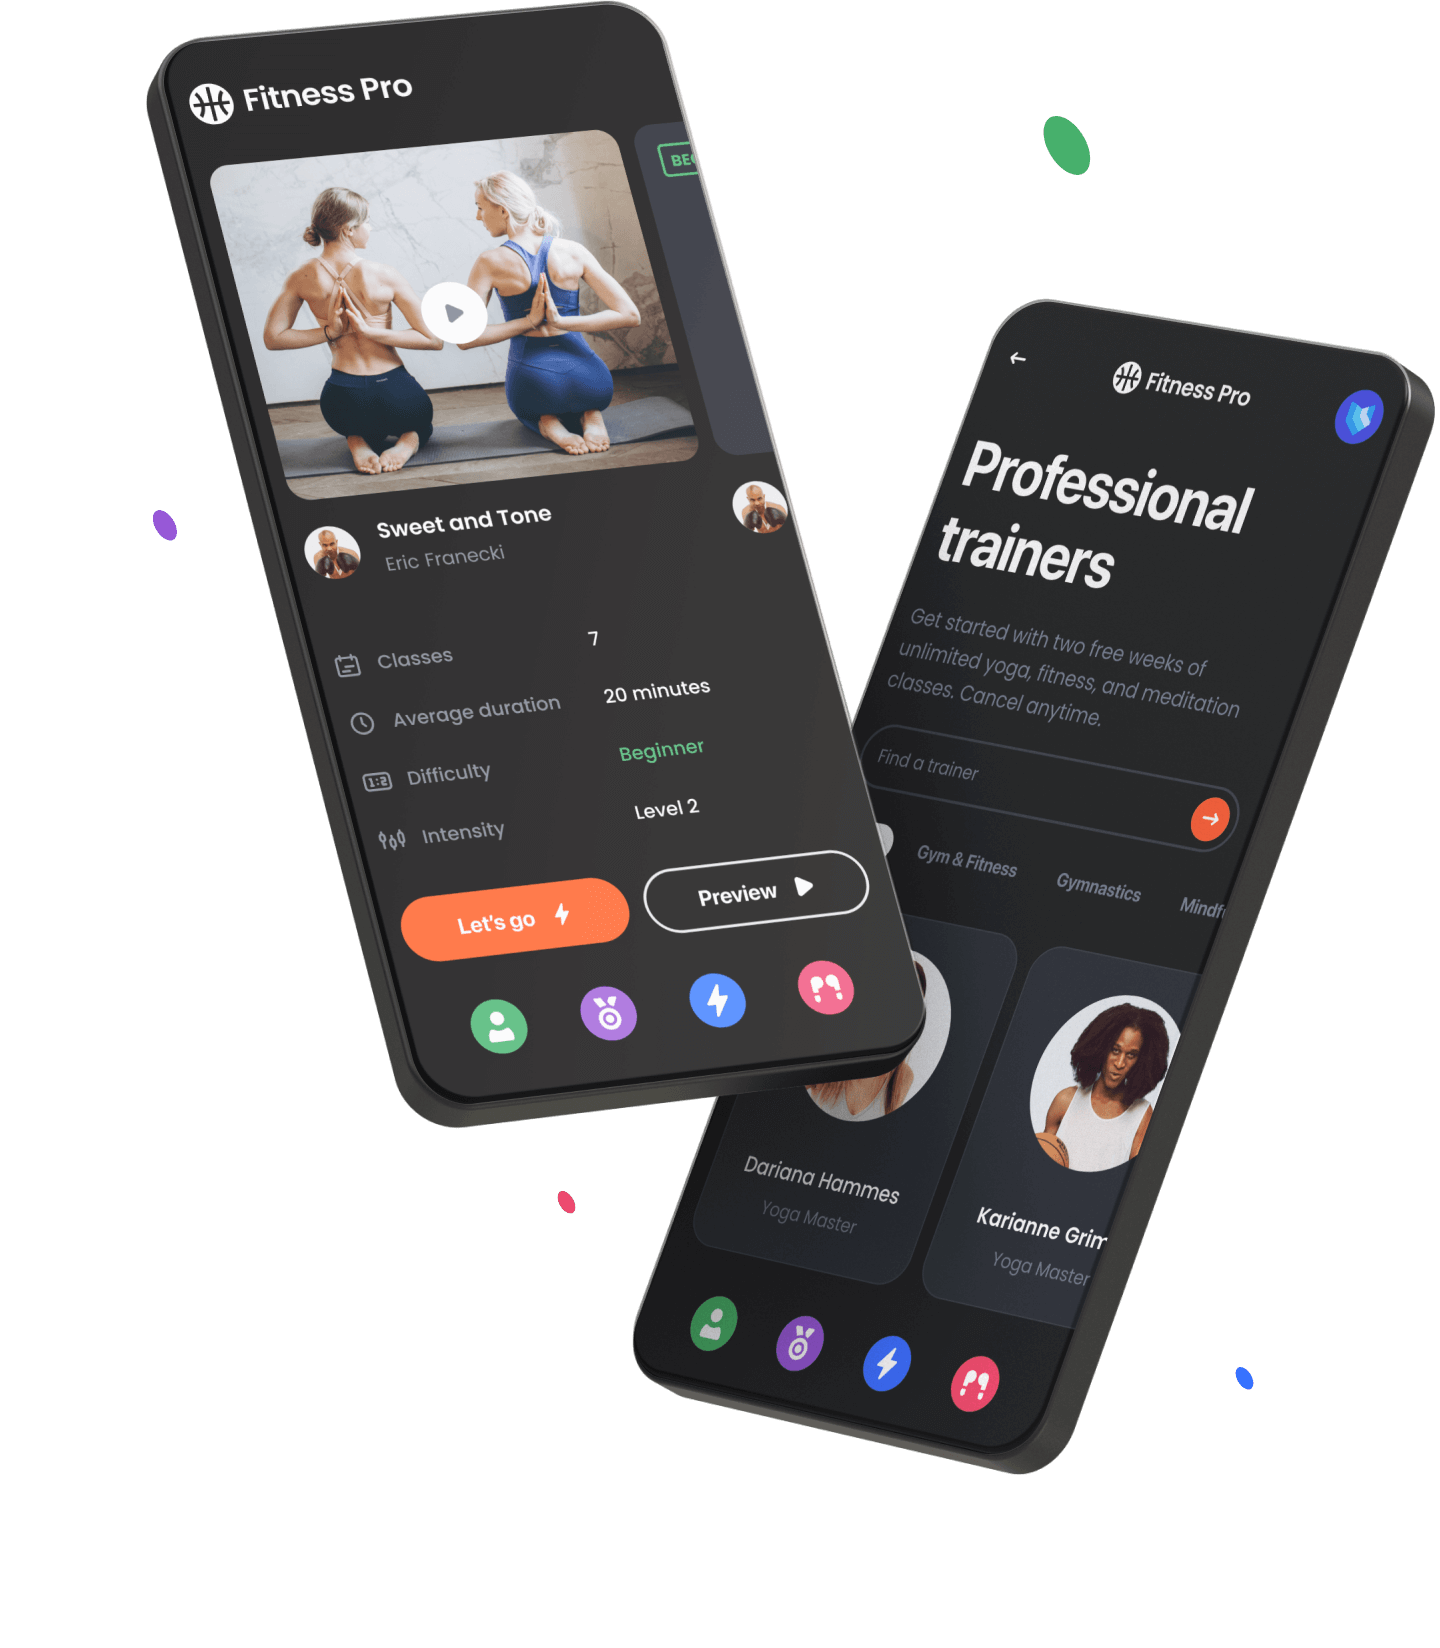 Fitness Pro
BEG
Sweet and Tone
Eric Franecki
Classes
7
Average duration
20 minutes
Difficulty
Beginner
Intensity
Level 2
Let's go
Preview
Fitness Pro
Professional
trainers
Get started with two free weeks of
unlimited yoga, fitness, and meditation
classes. Cancel anytime.
Find a trainer
Gym & Fitness
Gymnastics
Mindf
Dariana Hammes
Yoga Master
Karianne Grim
Yoga Master